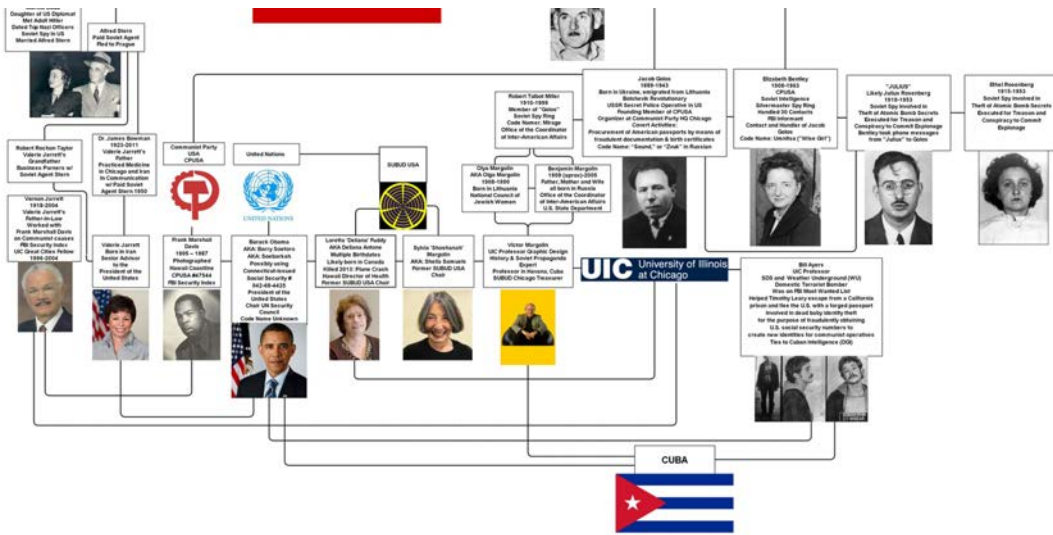 Daughter of US Diplomat
Met Adolf Hitler
Dated Top Nazi Officers
Soviet Spy in US
Married Alfred Stern
Alfred Stern
Paid Soviet Agent
Fled to Prague
Robert Rochon Taylor
Valerie Jarrett's
Grandfather
Business Partners w/
Soviet Agent Stern
Dr. James Bowman
1923-2011
Valerie Jarrett's
Father
Practiced Medicine
in Chicago and Iran
In Communication
w/Paid Soviet
Agent Stern 1950
Communist Party
USA
CPUSA
United Nations
UNITED NATIONS
SUBUD USA
Robert Talbot Miller
Member of "Golos"
Soviet Spy Ring
Code Name: Mirage
Office of the Coordinator
of Inter-American Affairs
Olya Margolin
AKA Olga Margolin
Born in Lithuania
National Council of
Jewish Women
Benjamin Margolin
Father, Mother and Wife
all born in Russia
Office of the Coordinator
of Inter-American Affairs
U.S. State Department
Jacob Golos
Born in Ukraine, emigrated from Lithuania
Bolshevik Revolutionary
USSR Secret Police Operative in US
Founding Member of CPUSA
Organizer of Communist Party HQ Chicago
Covert Activities:
Procurement of American passports by means of
fraudulent documentation & birth certificates
Code Name: "Sound," or "Zvuk" in Russian
Elizabeth Bentley
1908-1963
CPUSA
Soviet Intelligence
Silvermaster Spy Ring
Handled 30 Contacts
FBI Informant
Contact and Handler of Jacob
Golos
Code Name: Umnitsa ("Wise Girl")
"JULIUS"
Likely Julius Rosenberg
1918-1953
Soviet Spy Involved in
Theft of Atomic Bomb Secrets
Executed for Treason and
Conspiracy to Commit Espionage
Bentley took phone messages
from "Julius" to Golos
Ethel Rosenberg
1915-1953
Soviet Spy Involved in
Theft of Atomic Bomb Secrets
Executed for Treason and
Conspiracy to Commit
Espionage
Vernon Jarrett
1918-2004
Valerie Jarrett's
Father-in-Law
Worked with
Frank Marshall Davis
on Communist causes
FBI Security Index
UIC Great Cities Fellow
1999-2004
Valerie Jarrett
Born in Iran
Senior Advisor
to the
President of the
United States
Frank Marshall
Davis
1905 – 1987
Photographed
Hawaii Coastline
CPUSA #47544
FBI Security Index
Barack Obama
AKA: Barry Soetoro
AKA: Soebarkah
Possibly using
Connecticut-issued
Social Security #
President of the
United States
Chair UN Security
Council
Code Name Unknown
Loretta 'Deliana' Fuddy
AKA Deliana Antone
Multiple Birthdates
Likely born in Canada
Killed 2013: Plane Crash
Hawaii Director of Health
Former SUBUD USA Chair
Sylvia 'Shoshanah'
Margolin
AKA: Sheila Samuels
Former SUBUD USA
Chair
Victor Margolin
UIC Professor Graphic Design
History & Soviet Propaganda
Expert
Professor in Havana, Cuba
SUBUD Chicago Treasurer
UIC University of Illinois
at Chicago
Bill Ayers
UIC Professor
SDS and Weather Underground (WU)
Domestic Terrorist Bomber
Was on FBI Most Wanted List
Helped Timothy Leary escape from a California
prison and flee the U.S. with a forged passport
Involved in dead baby identity theft
for the purpose of fraudulently obtaining
U.S. social security numbers to
create new identities for communist operatives
Ties to Cuban Intelligence (DGI)
CUBA